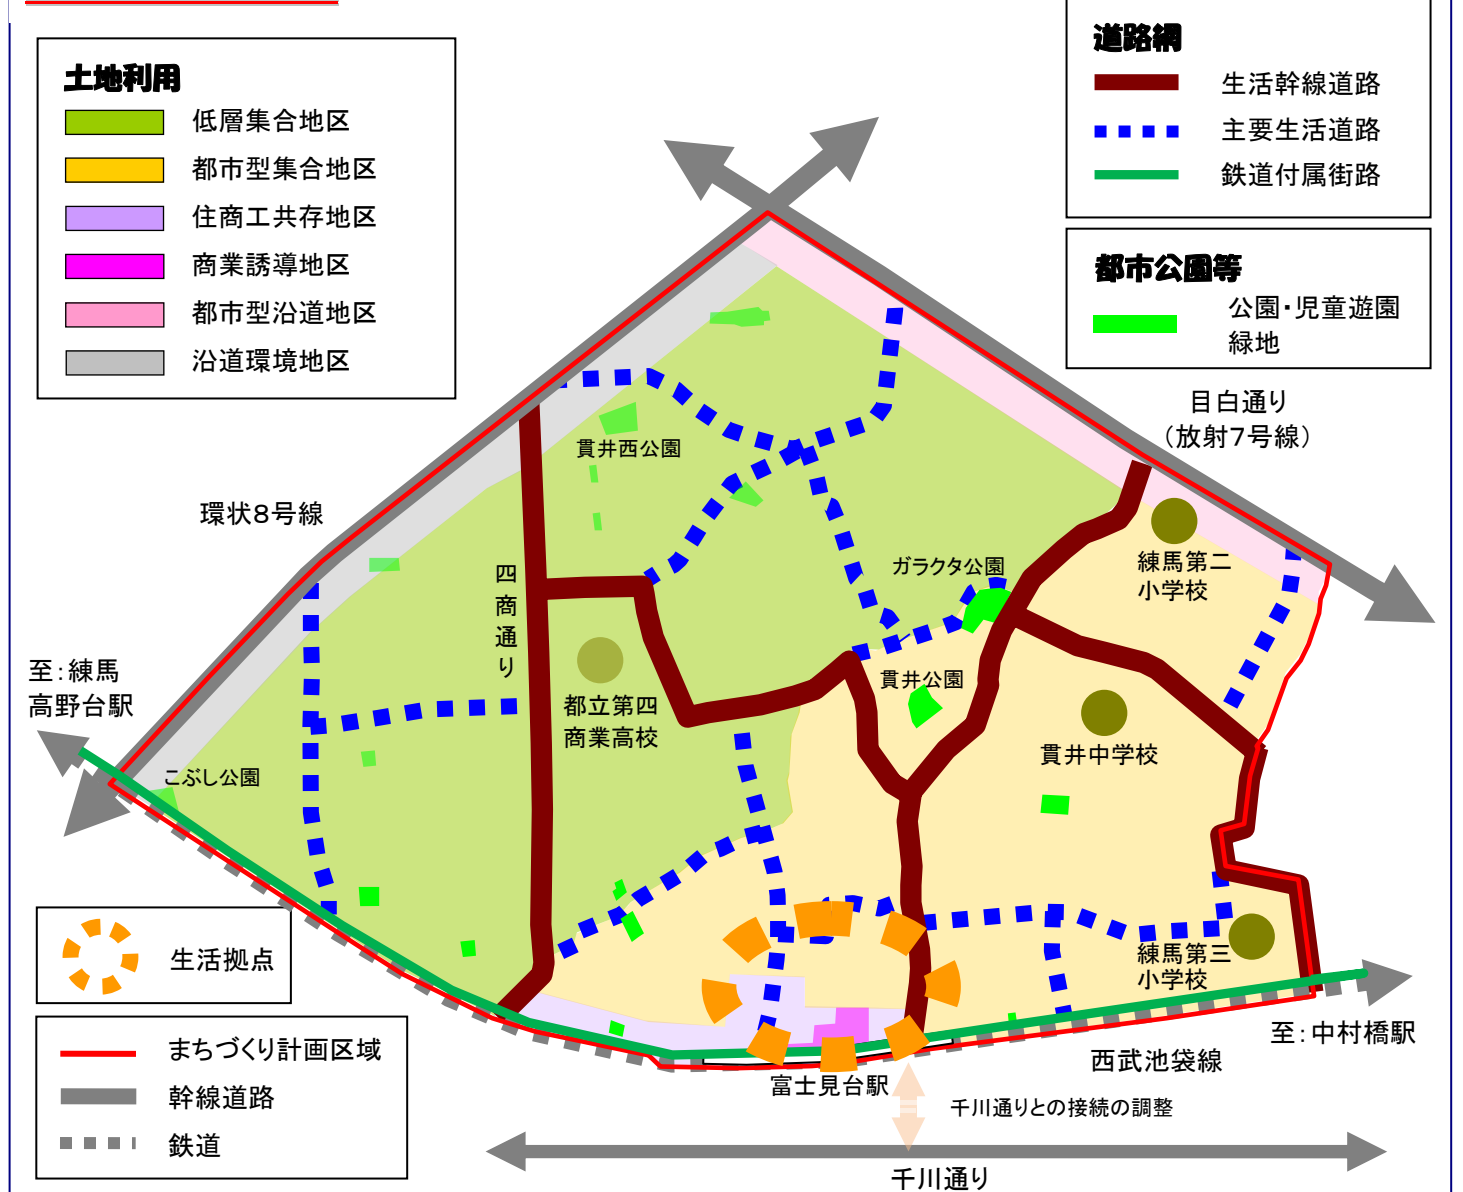 土地利用
低層集合地区
都市型集合地区
住商工共存地区
商業誘導地区
都市型沿道地区
沿道環境地区
道路網
生活幹線道路
主要生活道路
鉄道付属街路
都市公園等
公園・児童遊園
緑地
目白通り
（放射7号線）
環状8号線
貫井西公園
四商通り
ガラクタ公園
練馬第二
小学校
至：練馬
高野台駅
都立第四
商業高校
貫井公園
貫井中学校
こぶし公園
生活拠点
練馬第三
小学校
至：中村橋駅
西武池袋線
富士見台駅
千川通りとの接続の調整
千川通り
まちづくり計画区域
幹線道路
鉄道